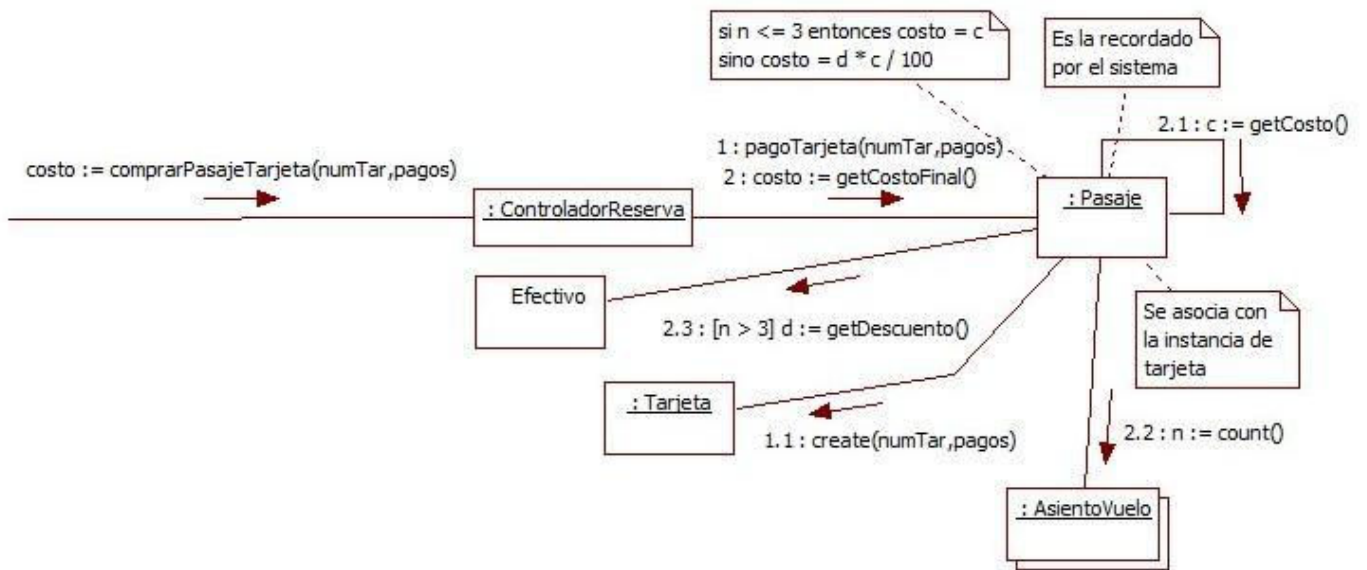 si n <= 3 entonces costo = c
sino costo = d * c / 100
Es la recordado
por el sistema
2.1 : c := getCosto()
costo := comprarPasajeTarjeta(numTar,pagos)
1 : pagoTarjeta(numTar,pagos)
2 : costo := getCostoFinal()
: ControladorReserva
: Pasaje
Efectivo
2.3 : [n > 3] d := getDescuento()
Se asocia con
la instancia de
tarjeta
: Tarjeta
1.1 : create(numTar,pagos)
2.2 : n := count()
: AsientoVuelo